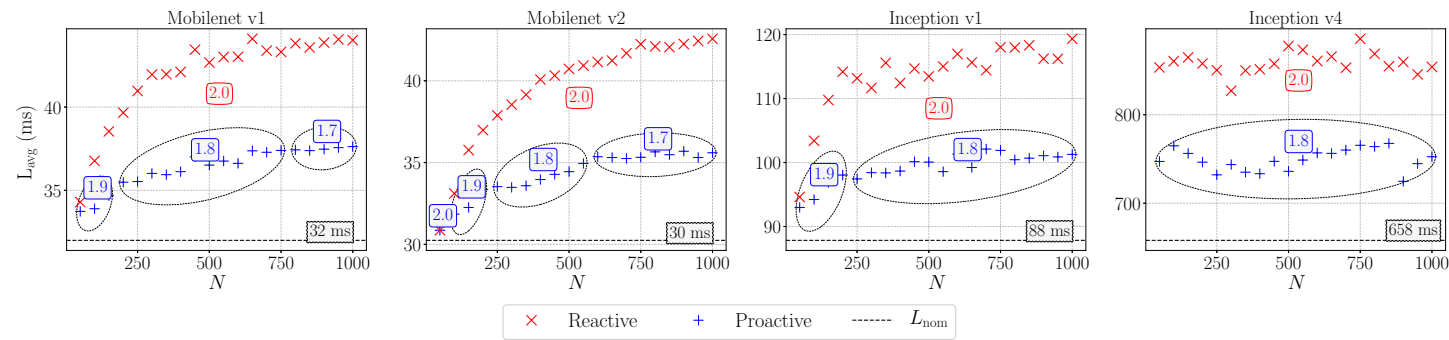 Mobilenet v1
Mobilenet v2
Inception v1
Inception v4
L_avg (ms)
40
35
2.0
1.9
1.8
1.7
32 ms
250
500
750
1000
N
40
35
30
2.0
2.0
1.9
1.8
1.7
30 ms
250
500
750
1000
N
120
110
100
90
2.0
1.9
1.8
88 ms
250
500
750
1000
N
800
700
2.0
1.8
658 ms
250
500
750
1000
N
Reactive
Proactive
L_nom